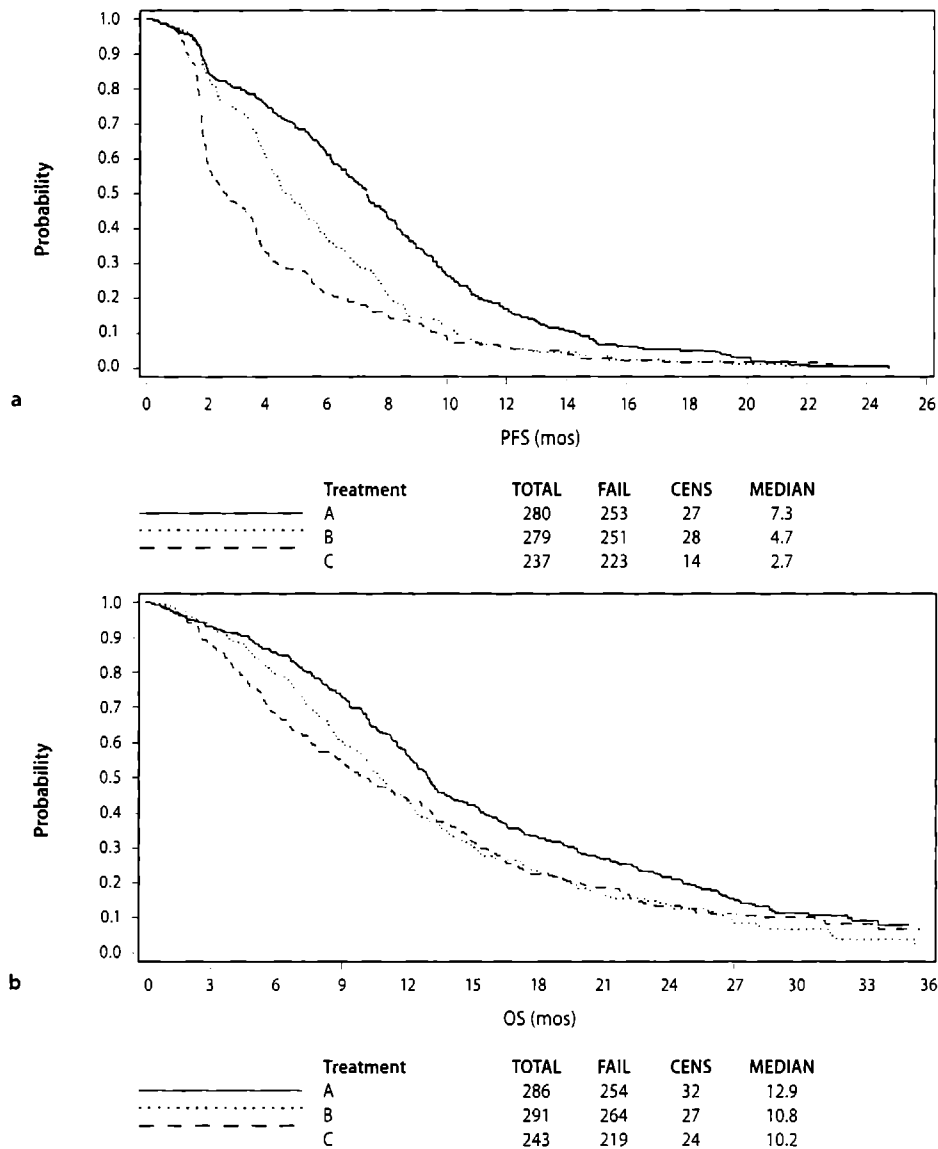 1.0
0.9
0.8
0.7
0.6
0.5
0.4
0.3
0.2
0.1
0.0
Probability
a
0 2 4 6 8 10 12 14 16 18 20 22 24 26
PFS (mos)
Treatment TOTAL FAIL CENS MEDIAN
A 280 253 27 7.3
B 279 251 28 4.7
C 237 223 14 2.7
1.0
0.9
0.8
0.7
0.6
0.5
0.4
0.3
0.2
0.1
0.0
Probability
b
0 3 6 9 12 15 18 21 24 27 30 33 36
OS (mos)
Treatment TOTAL FAIL CENS MEDIAN
A 286 254 32 12.9
B 291 264 27 10.8
C 243 219 24 10.2